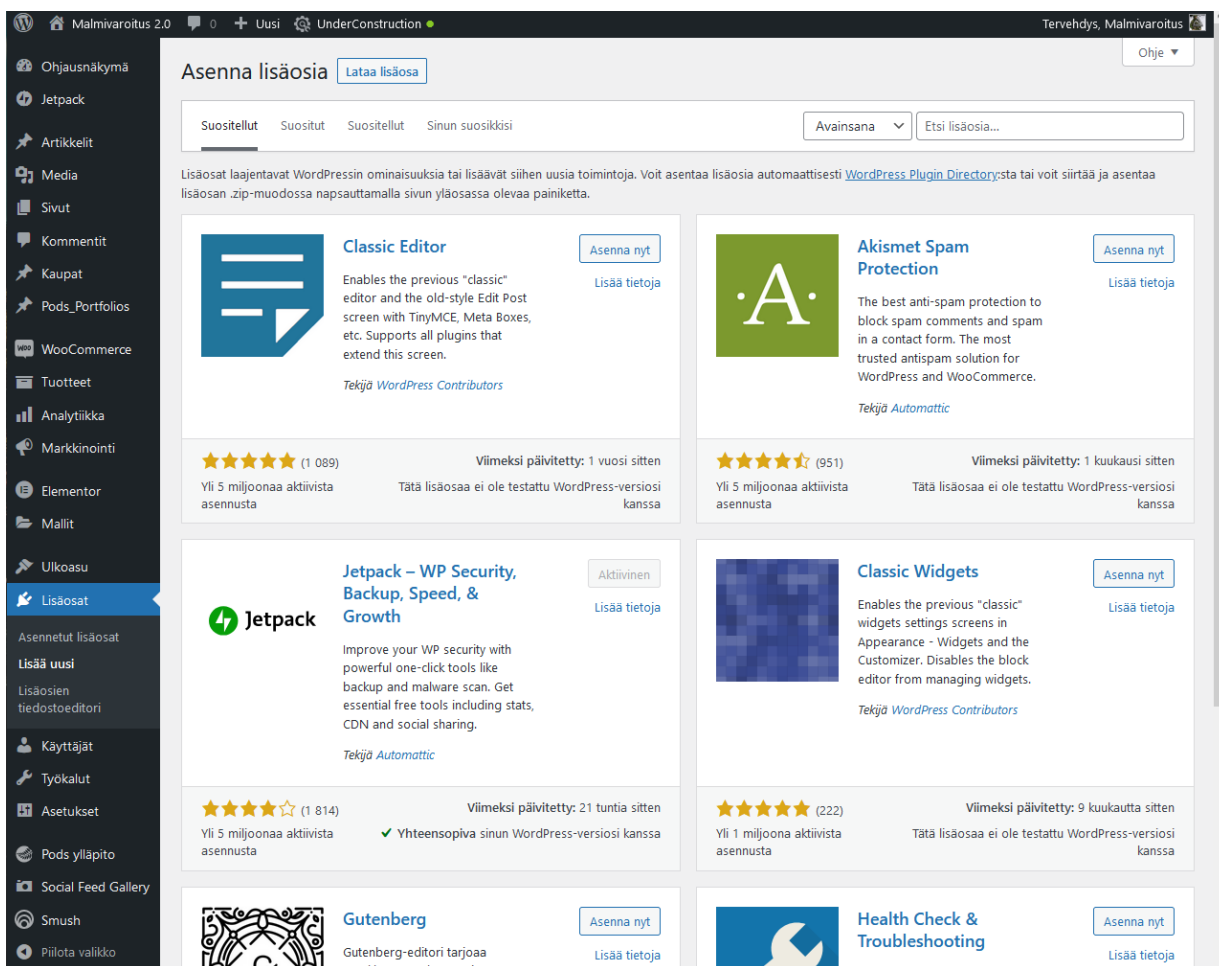 Malmivaroitus 2.0
0
Uusi
UnderConstruction
Tervehdys, Malmivaroitus
Ohjausnäkymä
Jetpack
Artikkelit
Media
Sivut
Kommentit
Kaupat
Pods_Portfolios
WooCommerce
Tuotteet
Analytiikka
Markkinointi
Elementor
Mallit
Ulkoasu
Lisäosat
Asennetut lisäosat
Lisää uusi
Lisäosien
tiedostoeditori
Käyttäjät
Työkalut
Asetukset
Pods ylläpito
Social Feed Gallery
Smush
Piilota valikko
Ohje
Asenna lisäosia
Lataa lisäosa
Suositellut
Suositut
Suositellut
Sinun suosikkisi
Avainsana
Etsi lisäosia...
Lisäosat laajentavat WordPressin ominaisuuksia tai lisäävät siihen uusia toimintoja. Voit asentaa lisäosia automaattisesti WordPress Plugin Directory:sta tai voit siirtää ja asentaa
lisäosan .zip-muodossa napsauttamalla sivun yläosassa olevaa painiketta.
Classic Editor
Asenna nyt
Lisää tietoja
Enables the previous "classic"
editor and the old-style Edit Post
screen with TinyMCE, Meta Boxes,
etc. Supports all plugins that
extend this screen.
Tekijä WordPress Contributors
(1 089)
Yli 5 miljoonaa aktiivista
asennusta
Viimeksi päivitetty: 1 vuosi sitten
Tätä lisäosaa ei ole testattu WordPress-versiosi
kanssa
·A·
Akismet Spam
Protection
Asenna nyt
Lisää tietoja
The best anti-spam protection to
block spam comments and spam
in a contact form. The most
trusted antispam solution for
WordPress and WooCommerce.
Tekijä Automattic
(951)
Yli 5 miljoonaa aktiivista
asennusta
Viimeksi päivitetty: 1 kuukausi sitten
Tätä lisäosaa ei ole testattu WordPress-versiosi
kanssa
Jetpack
Jetpack – WP Security,
Backup, Speed, &
Growth
Aktiivinen
Lisää tietoja
Improve your WP security with
powerful one-click tools like
backup and malware scan. Get
essential free tools including stats,
CDN and social sharing.
Tekijä Automattic
(1 814)
Yli 5 miljoonaa aktiivista
asennusta
Viimeksi päivitetty: 21 tuntia sitten
Yhteensopiva sinun WordPress-versiosi kanssa
Classic Widgets
Asenna nyt
Lisää tietoja
Enables the previous "classic"
widgets settings screens in
Appearance - Widgets and the
Customizer. Disables the block
editor from managing widgets.
Tekijä WordPress Contributors
(222)
Yli 1 miljoona aktiivista
asennusta
Viimeksi päivitetty: 9 kuukautta sitten
Tätä lisäosaa ei ole testattu WordPress-versiosi
kanssa
Gutenberg
Asenna nyt
Lisää tietoja
Gutenberg-editori tarjoaa
Health Check &
Troubleshooting
Asenna nyt
Lisää tietoja